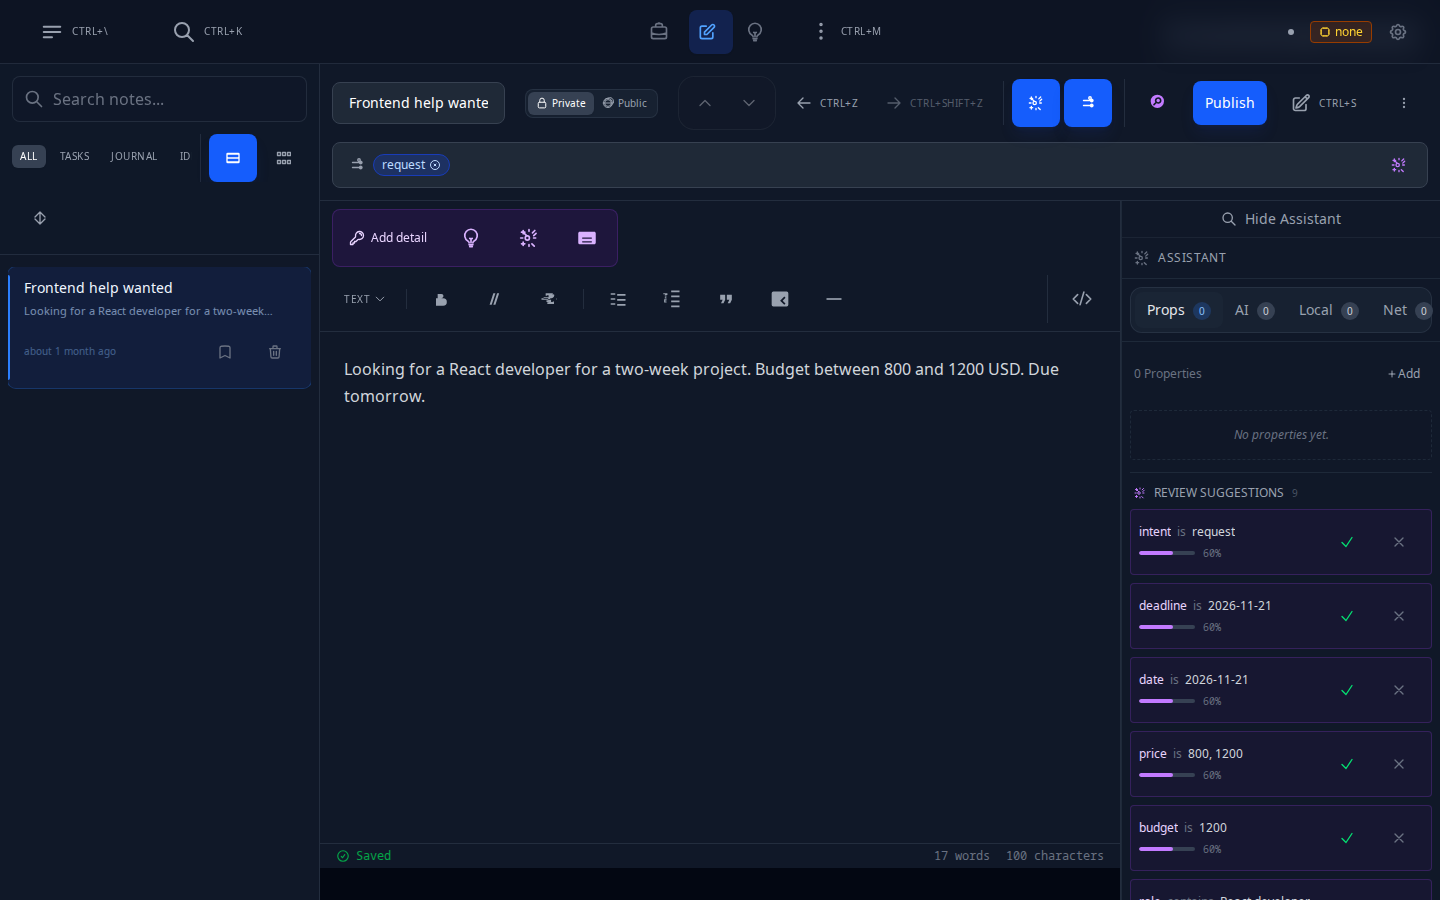 CTRL+\
CTRL+K
CTRL+M
none
Search notes...
ALL
TASKS
JOURNAL
ID
Frontend help wanted
Looking for a React developer for a two-week...
about 1 month ago
Frontend help wante
Private
Public
CTRL+Z
CTRL+SHIFT+Z
Publish
CTRL+S
request
Add detail
TEXT
Looking for a React developer for a two-week project. Budget between 800 and 1200 USD. Due
tomorrow.
Saved
17 words
100 characters
Hide Assistant
ASSISTANT
Props 0
AI 0
Local 0
Net 0
0 Properties
+ Add
No properties yet.
REVIEW SUGGESTIONS 9
intent is request
60%
deadline is 2026-11-21
60%
date is 2026-11-21
60%
price is 800, 1200
60%
budget is 1200
60%
role contains React developer